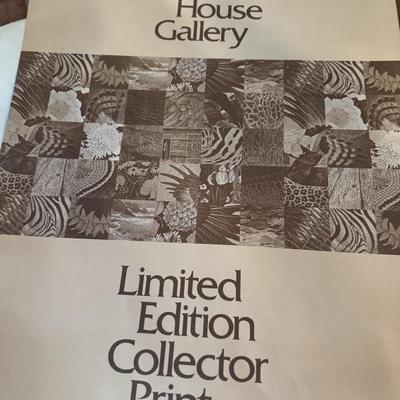 House
Gallery
Limited
Edition
Collector
Print